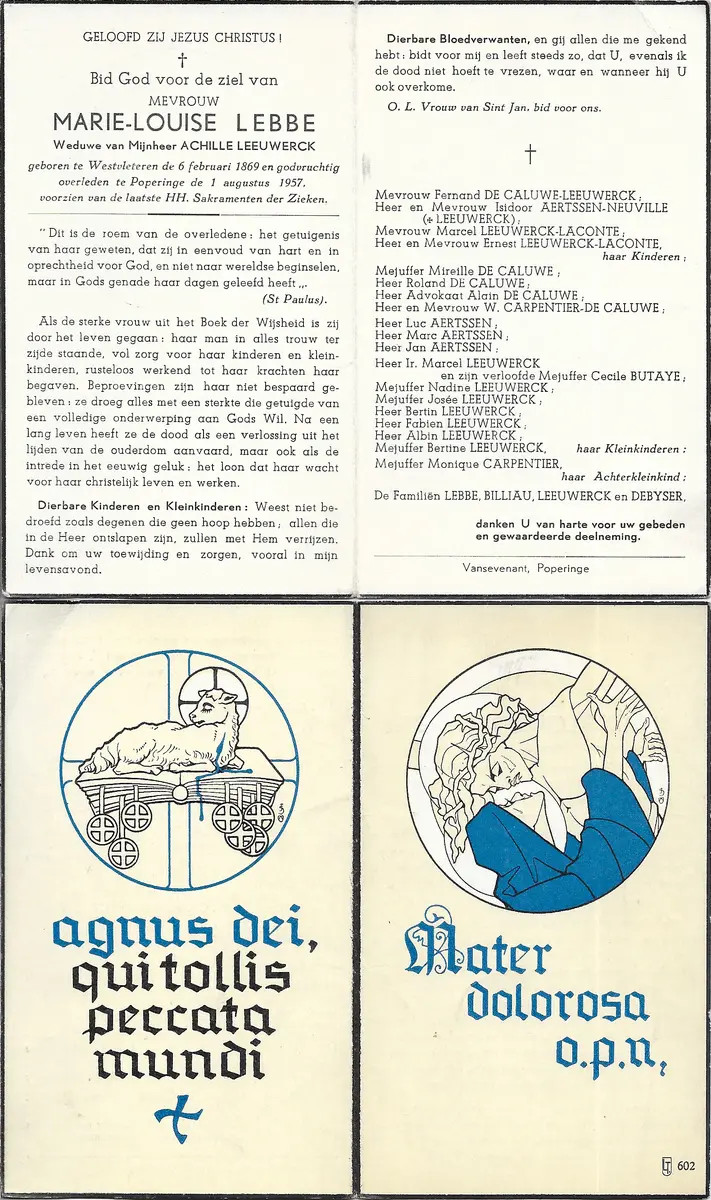 GELOOFD ZIJ JEZUS CHRISTUS!
Bid God voor de ziel van
MEVROUW
MARIE-LOUISE LEBBE
Weduwe van Mijnheer ACHILLE LEEUWERCK
geboren te Westvleteren de 6 februari 1869 en godvruchtig
overleden te Poperinge de 1 augustus 1957,
voorzien van de laatste HH. Sakramenten der Zieken.
" Dit is de roem van de overledene: het getuigenis
van haar geweten, dat zij in eenvoud van hart en in
oprechtheid voor God, en niet naar wereldse beginselen,
maar in Gods genade haar dagen geleefd heeft „.
(St Paulus).
Als de sterke vrouw uit het Boek der Wijsheid is zij
door het leven gegaan: haar man in alles trouw ter
zijde staande, vol zorg voor haar kinderen en klein-
kinderen, rusteloos werkend tot haar krachten haar
begaven. Beproevingen zijn haar niet bespaard ge-
bleven: ze droeg alles met een sterkte die getuigde van
een volledige onderwerping aan Gods Wil. Na een
lang leven heeft ze de dood als een verlossing uit het
lijden van de ouderdom aanvaard, maar ook als de
intrede in het eeuwig geluk: het loon dat haar wacht
voor haar christelijk leven en werken.
Dierbare Kinderen en Kleinkinderen: Weest niet be-
droefd zoals degenen die geen hoop hebben; allen die
in de Heer ontslapen zijn, zullen met Hem verrijzen.
Dank om uw toewijding en zorgen, vooral in mijn
levensavond.
Dierbare Bloedverwanten, en gij allen die me gekend
hebt: bidt voor mij en leeft steeds zo, dat U, evenals ik
de dood niet hoeft te vrezen, waar en wanneer hij U
ook overkome.
O. L. Vrouw van Sint Jan. bid voor ons.
Mevrouw Fernand DE CALUWE-LEEUWERCK;
Heer en Mevrouw Isidoor AERTSSEN-NEUVILLE
(✠ LEEUWERCK);
Mevrouw Marcel LEEUWERCK-LACONTE;
Heer en Mevrouw Ernest LEEUWERCK-LACONTE,
haar Kinderen;
Mejuffer Mireille DE CALUWE;
Heer Roland DE CALUWE;
Heer Advokaat Alain DE CALUWE;
Heer en Mevrouw W. CARPENTIER-DE CALUWE;
Heer Luc AERTSSEN;
Heer Marc AERTSSEN;
Heer Jan AERTSSEN;
Heer Ir. Marcel LEEUWERCK
en zijn verloofde Mejuffer Cecile BUTAYE;
Mejuffer Nadine LEEUWERCK;
Mejuffer Josée LEEUWERCK;
Heer Bertin LEEUWERCK;
Heer Fabien LEEUWERCK;
Heer Albin LEEUWERCK;
Mejuffer Bertine LEEUWERCK, haar Kleinkinderen:
Mejuffer Monique CARPENTIER,
haar Achterkleinkind:
De Familiën LEBBE, BILLIAU, LEEUWERCK en DEBYSER,
danken U van harte voor uw gebeden
en gewaardeerde deelneming.
Vansevenant, Poperinge
agnus dei,
qui tollis
peccata
mundi
Mater
dolorosa
o.p.n,
602